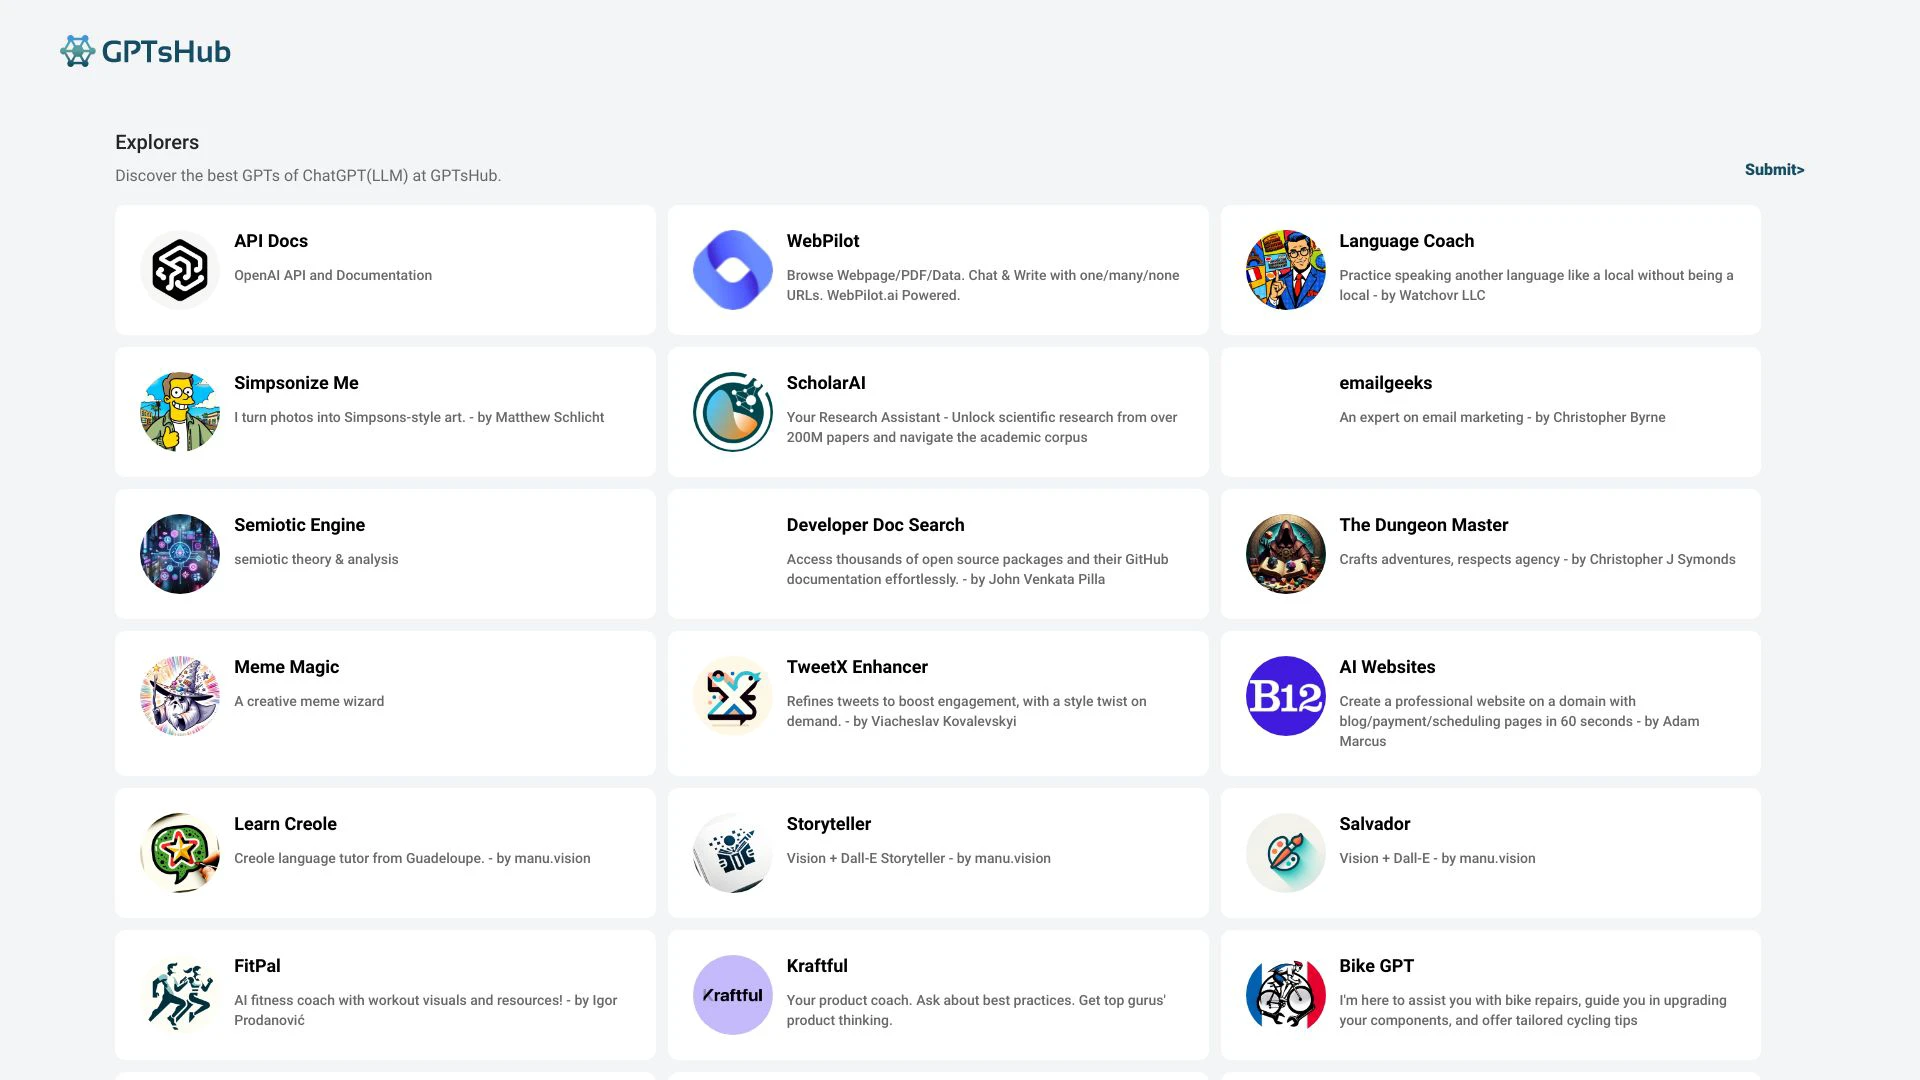 GPTsHub
Explorers
Discover the best GPTs of ChatGPT(LLM) at GPTsHub.
Submit>
API Docs
OpenAI API and Documentation
WebPilot
Browse Webpage/PDF/Data. Chat & Write with one/many/none
URLs. WebPilot.ai Powered.
Language Coach
Practice speaking another language like a local without being a
local - by Watchovr LLC
Simpsonize Me
I turn photos into Simpsons-style art. - by Matthew Schlicht
ScholarAI
Your Research Assistant - Unlock scientific research from over
200M papers and navigate the academic corpus
emailgeeks
An expert on email marketing - by Christopher Byrne
Semiotic Engine
semiotic theory & analysis
Developer Doc Search
Access thousands of open source packages and their GitHub
documentation effortlessly. - by John Venkata Pilla
The Dungeon Master
Crafts adventures, respects agency - by Christopher J Symonds
Meme Magic
A creative meme wizard
TweetX Enhancer
Refines tweets to boost engagement, with a style twist on
demand. - by Viacheslav Kovalevskyi
B12
AI Websites
Create a professional website on a domain with
blog/payment/scheduling pages in 60 seconds - by Adam
Marcus
Learn Creole
Creole language tutor from Guadeloupe. - by manu.vision
Storyteller
Vision + Dall-E Storyteller - by manu.vision
Salvador
Vision + Dall-E - by manu.vision
FitPal
AI fitness coach with workout visuals and resources! - by Igor
Prodanović
Kraftful
Kraftful
Your product coach. Ask about best practices. Get top gurus'
product thinking.
Bike GPT
I'm here to assist you with bike repairs, guide you in upgrading
your components, and offer tailored cycling tips